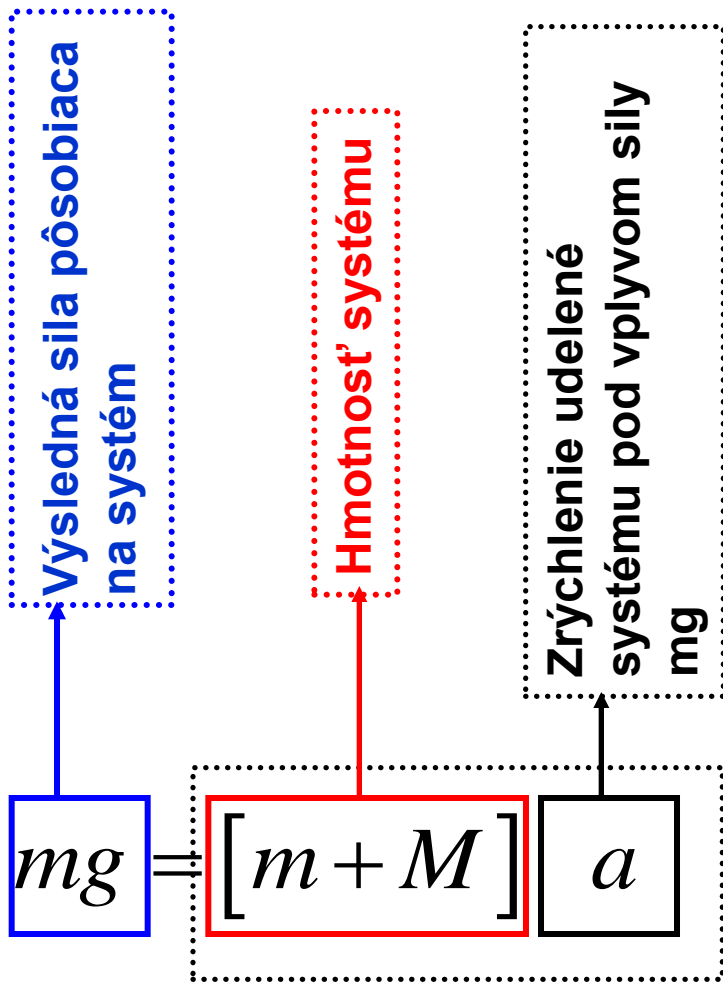 Výsledná sila pôsobiaca
na systém
Hmotnosť systému
Zrýchlenie udelené
systému pod vplyvom sily
mg
mg = [m + M] a